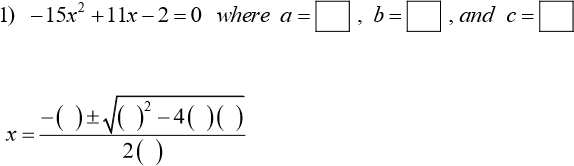 1) −15x² +11x − 2 = 0 where a = , b = , and c =
x = −( ) ± √( )² − 4( )( ) / 2( )